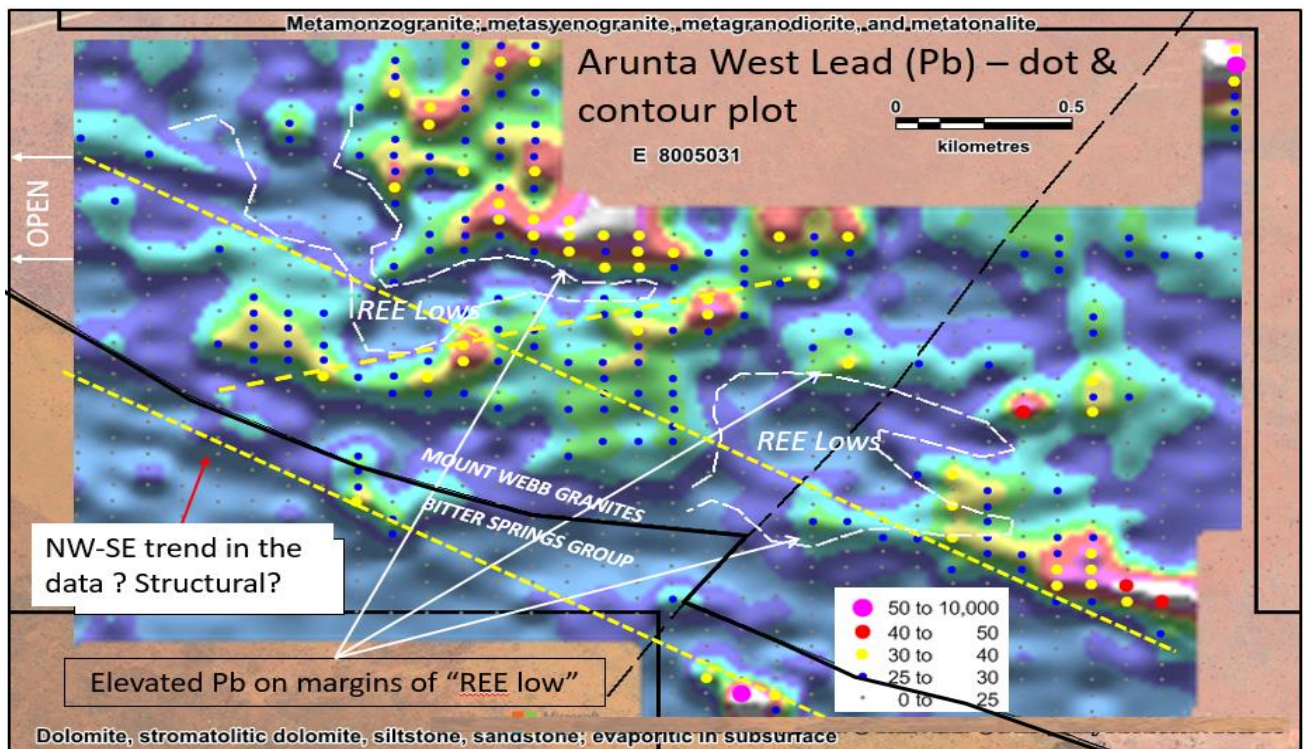 Metamonzogranite; metasyenogranite, metagranodiorite, and metatonalite
Arunta West Lead (Pb) – dot &
contour plot
0 0.5
kilometres
E 8005031
OPEN
REE Lows
REE Lows
MOUNT WEBB GRANITES
BITTER SPRINGS GROUP
NW-SE trend in the
data ? Structural?
50 to 10,000
40 to 50
30 to 40
25 to 30
0 to 25
Elevated Pb on margins of “REE low”
Dolomite, stromatolitic dolomite, siltstone, sandstone; evaporitic in subsurface